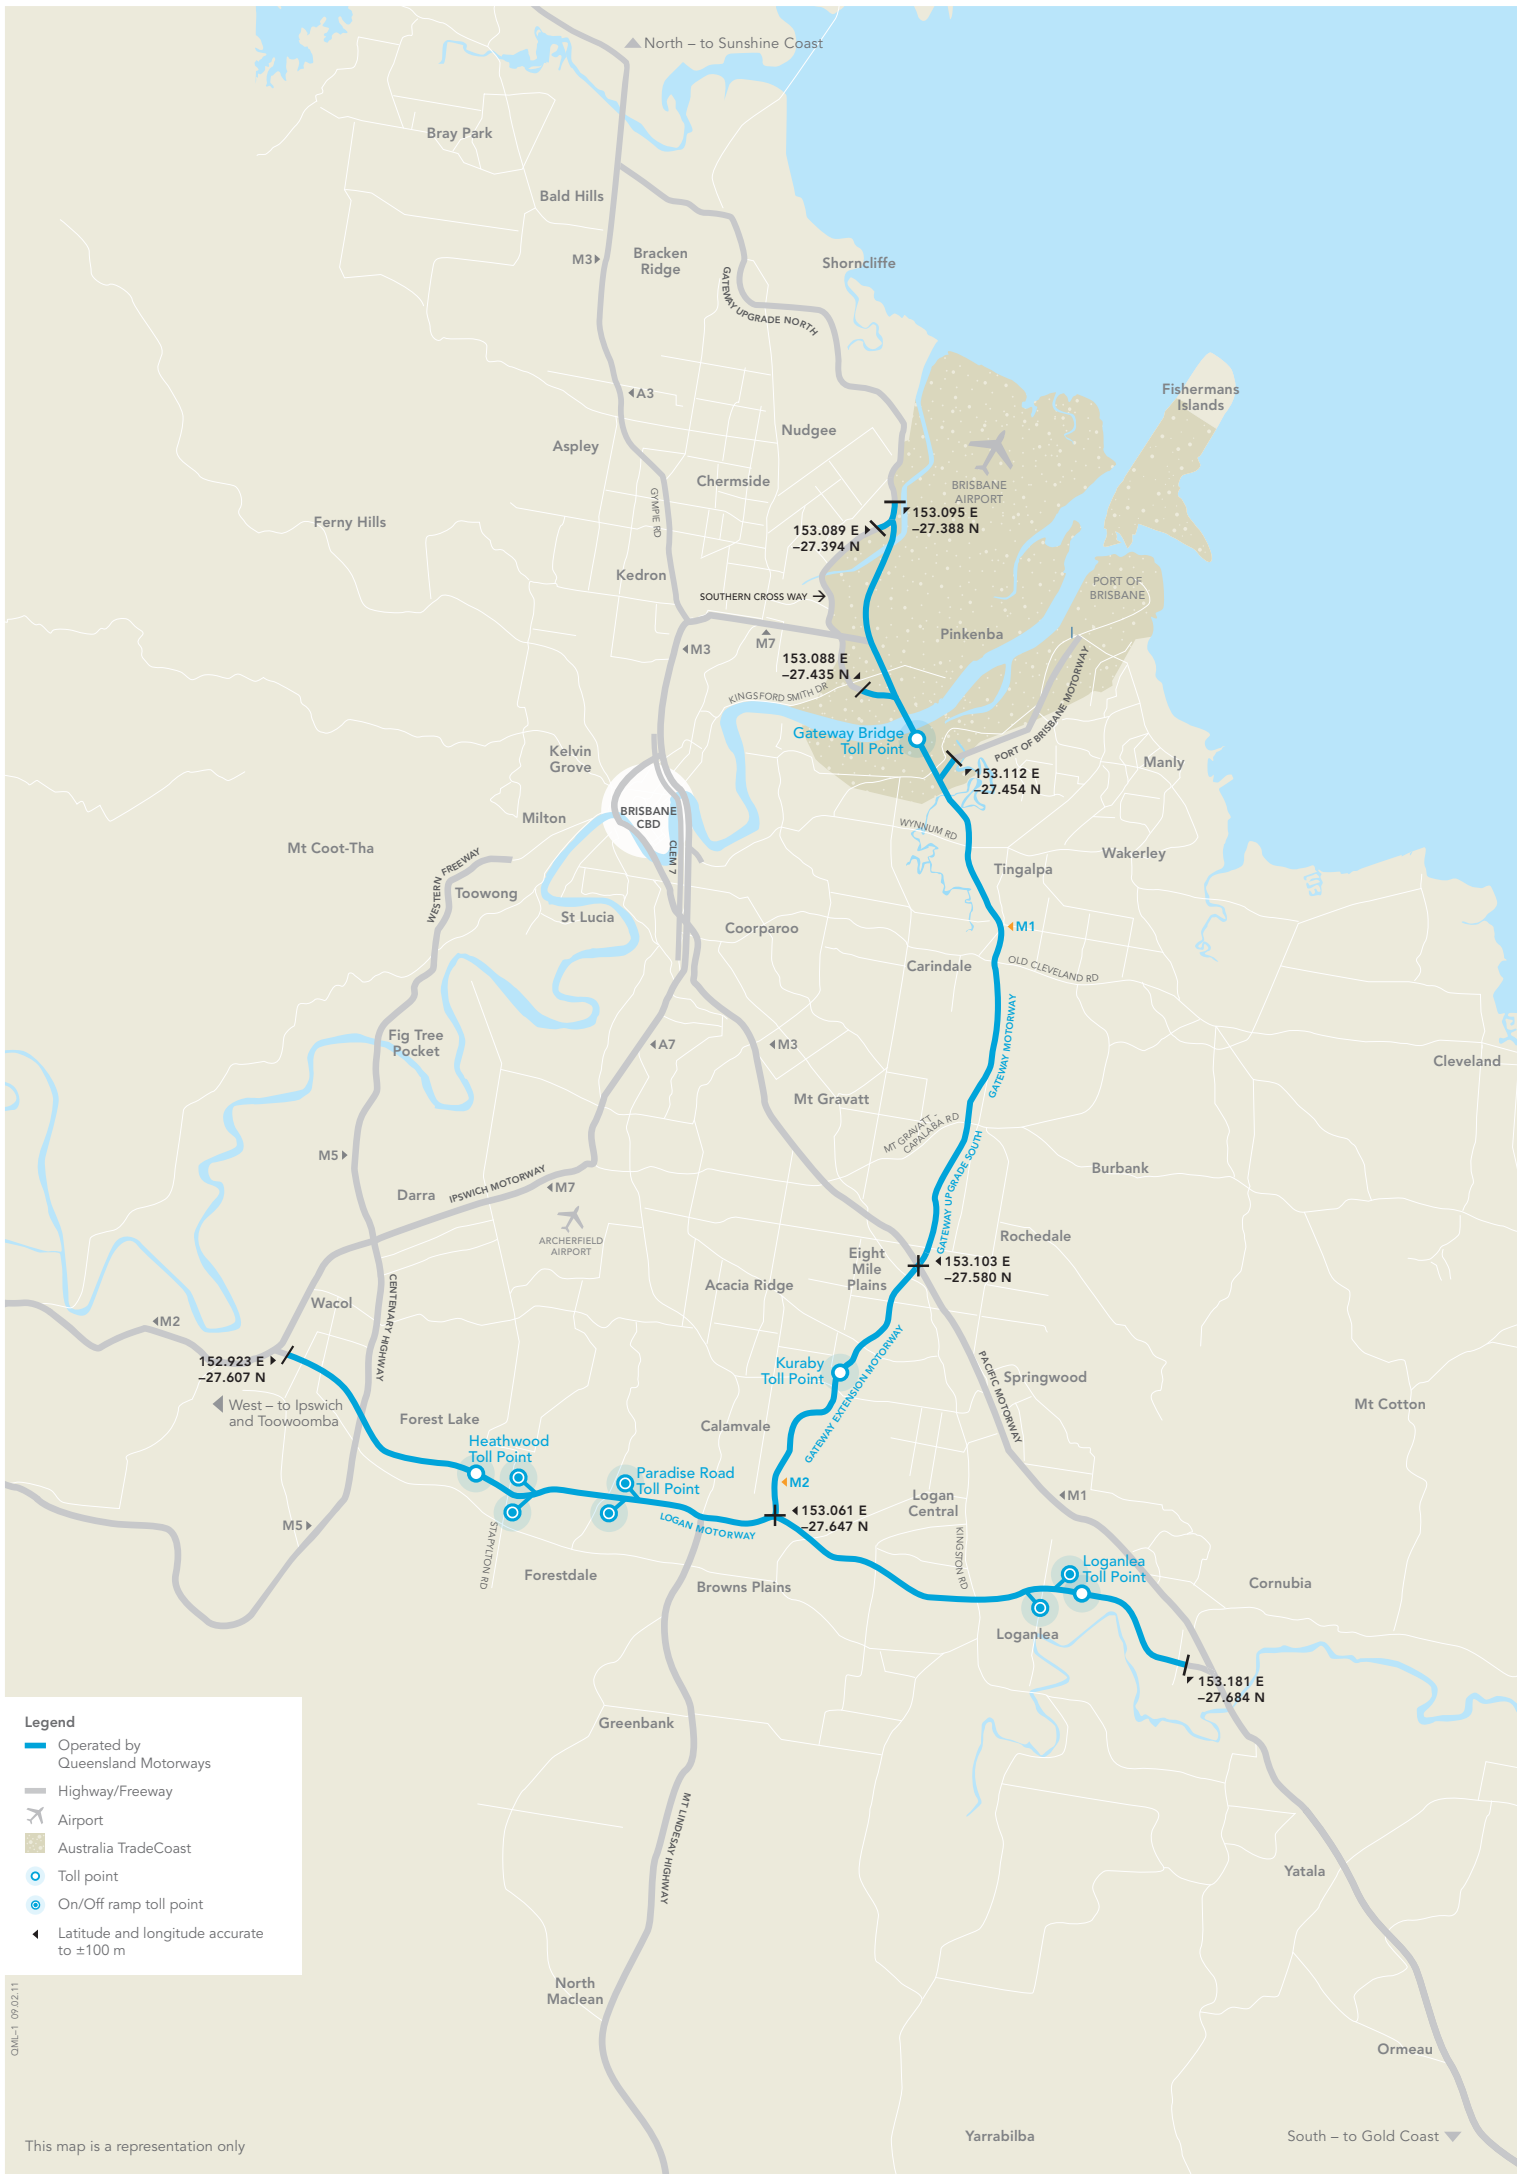 North – to Sunshine Coast
Bray Park
Bald Hills
M3
Bracken
Ridge
Shorncliffe
GATEWAY UPGRADE NORTH
A3
Fishermans
Islands
Nudgee
Aspley
Chermside
BRISBANE
AIRPORT
GYMPIE RD
Ferny Hills
153.095 E
–27.388 N
153.089 E
–27.394 N
Kedron
PORT OF
BRISBANE
SOUTHERN CROSS WAY
Pinkenba
M7
M3
153.088 E
–27.435 N
KINGSFORD SMITH DR
PORT OF BRISBANE MOTORWAY
Gateway Bridge
Toll Point
Kelvin
Grove
Manly
153.112 E
–27.454 N
BRISBANE
CBD
Milton
WYNNUM RD
Mt Coot-Tha
CLEM 7
Wakerley
WESTERN FREEWAY
Tingalpa
Toowong
St Lucia
Coorparoo
M1
Carindale
OLD CLEVELAND RD
GATEWAY MOTORWAY
Fig Tree
Pocket
A7
M3
Cleveland
Mt Gravatt
MT GRAVATT -
CAPALABA RD
M5
GATEWAY UPGRADE SOUTH
Burbank
Darra
IPSWICH MOTORWAY
M7
ARCHERFIELD
AIRPORT
Rochedale
Eight
Mile
Plains
153.103 E
–27.580 N
Acacia Ridge
CENTENARY HIGHWAY
Wacol
M2
152.923 E
–27.607 N
Kuraby
Toll Point
GATEWAY EXTENSION MOTORWAY
PACIFIC MOTORWAY
Springwood
West – to Ipswich
and Toowoomba
Mt Cotton
Forest Lake
Calamvale
Heathwood
Toll Point
Paradise Road
Toll Point
M2
Logan
Central
M1
M5
153.061 E
–27.647 N
LOGAN MOTORWAY
STAPYLTON RD
KINGSTON RD
Forestdale
Browns Plains
Loganlea
Toll Point
Cornubia
Loganlea
153.181 E
–27.684 N
Greenbank
MT LINDESAY HIGHWAY
Legend
Operated by
Queensland Motorways
Highway/Freeway
Airport
Australia TradeCoast
Toll point
On/Off ramp toll point
Latitude and longitude accurate
to ±100 m
Yatala
North
Maclean
QML–1 09.02.11
Ormeau
Yarrabilba
South – to Gold Coast
This map is a representation only